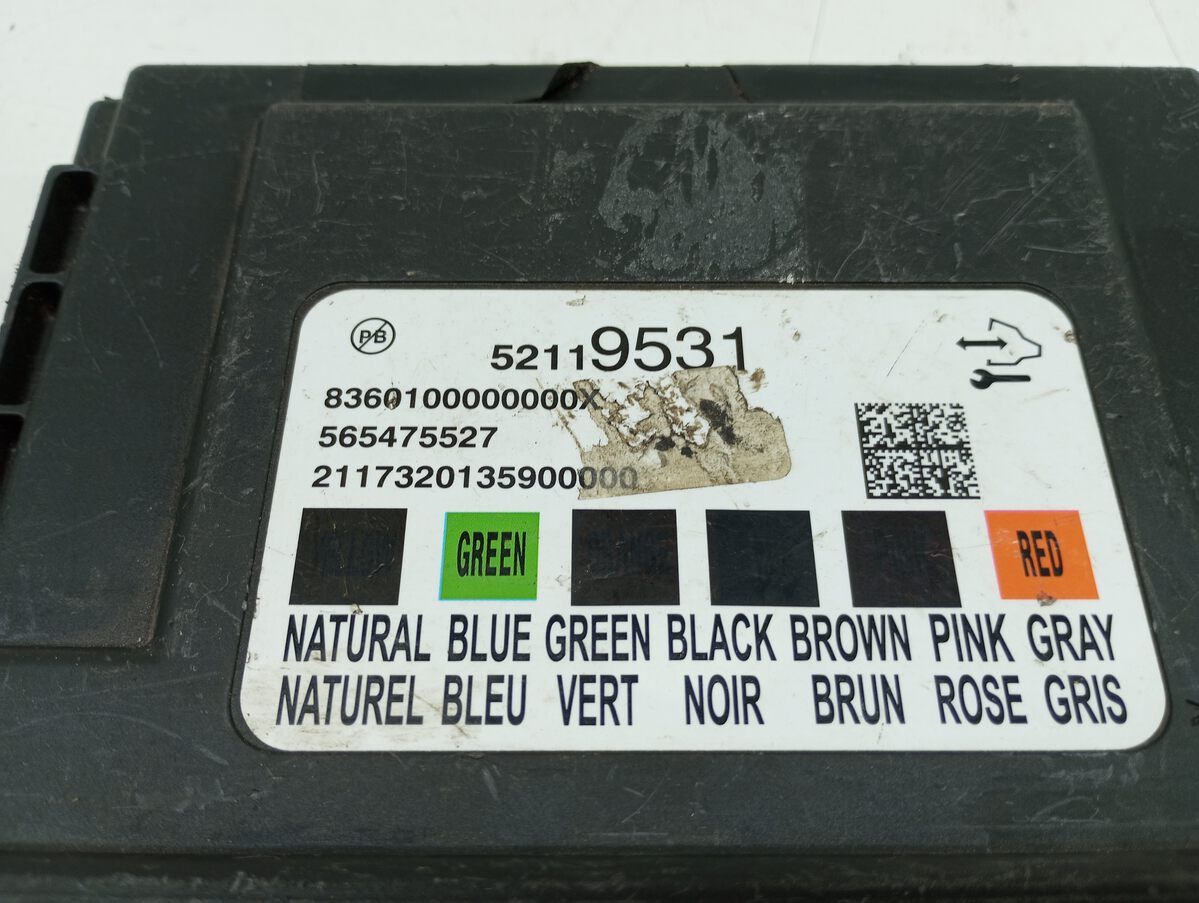 PB
52119531
8360100000000X
565475527
2117320135900000
GREEN RED
NATURAL BLUE GREEN BLACK BROWN PINK GRAY
NATUREL BLEU VERT NOIR BRUN ROSE GRIS